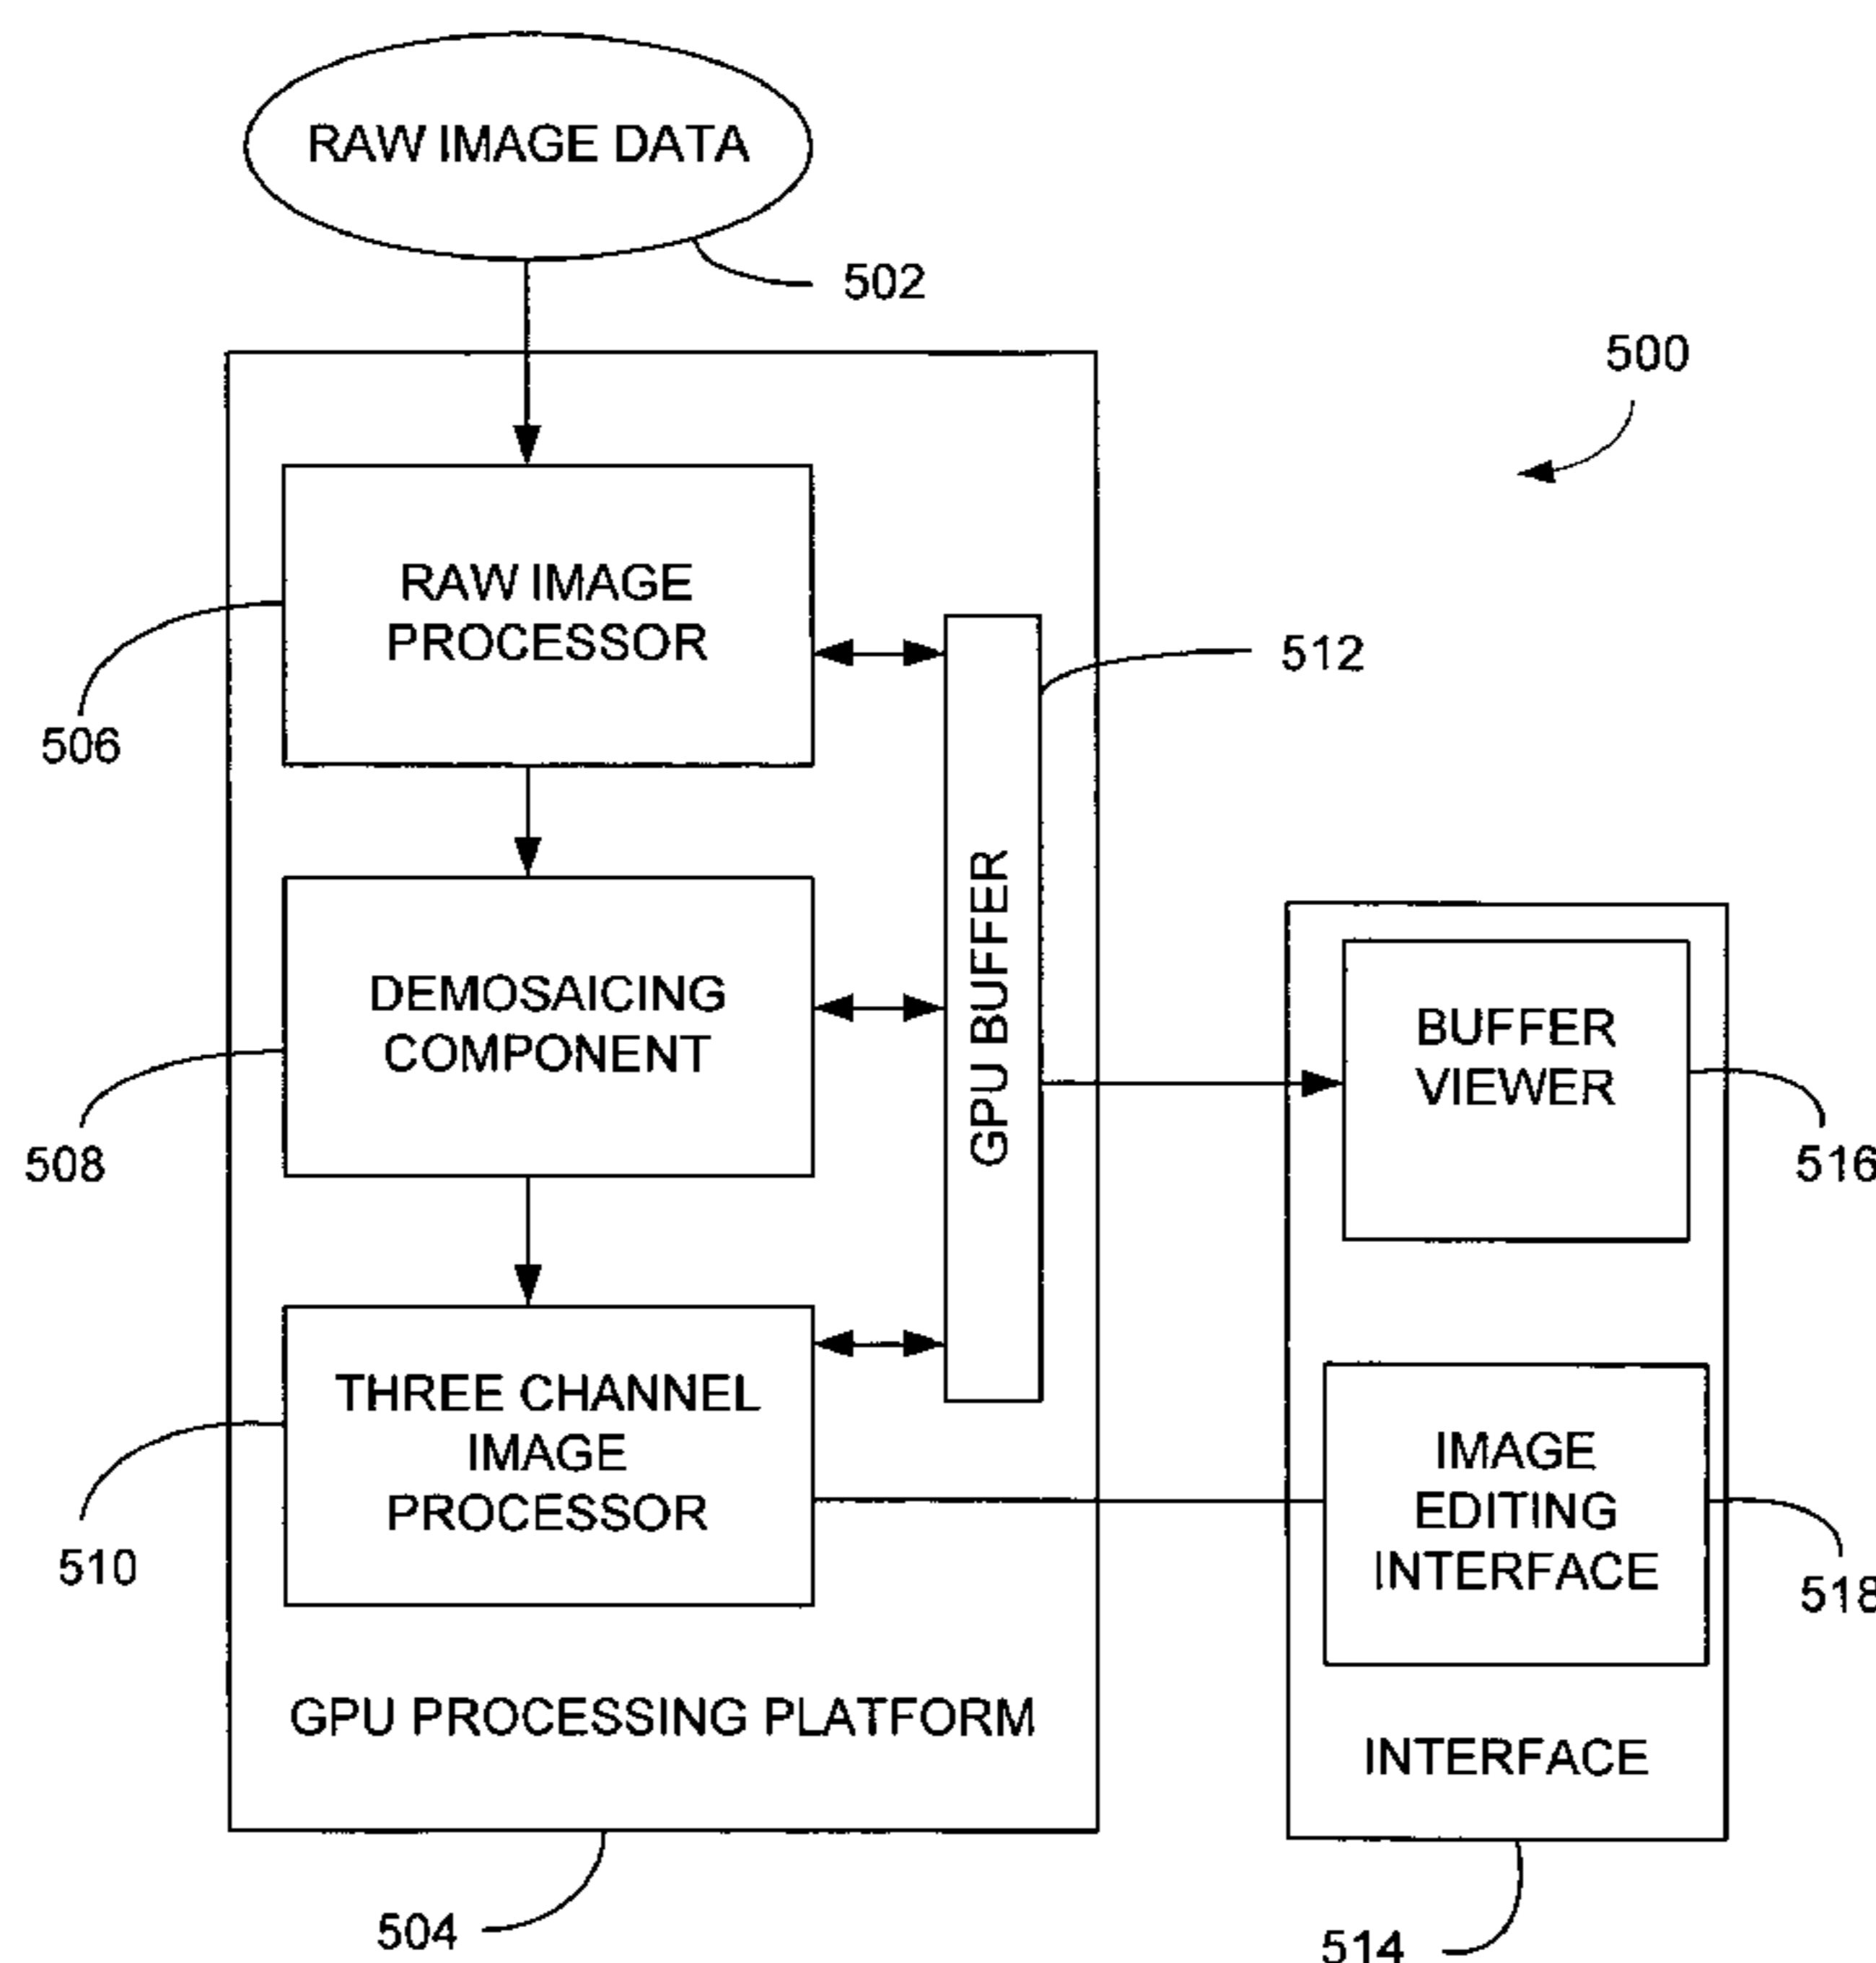 RAW IMAGE DATA
502
500
RAW IMAGE
PROCESSOR
506
512
DEMOSAICING
COMPONENT
508
GPU BUFFER
BUFFER
VIEWER
516
THREE CHANNEL
IMAGE
PROCESSOR
510
IMAGE
EDITING
INTERFACE
518
GPU PROCESSING PLATFORM
INTERFACE
504
514